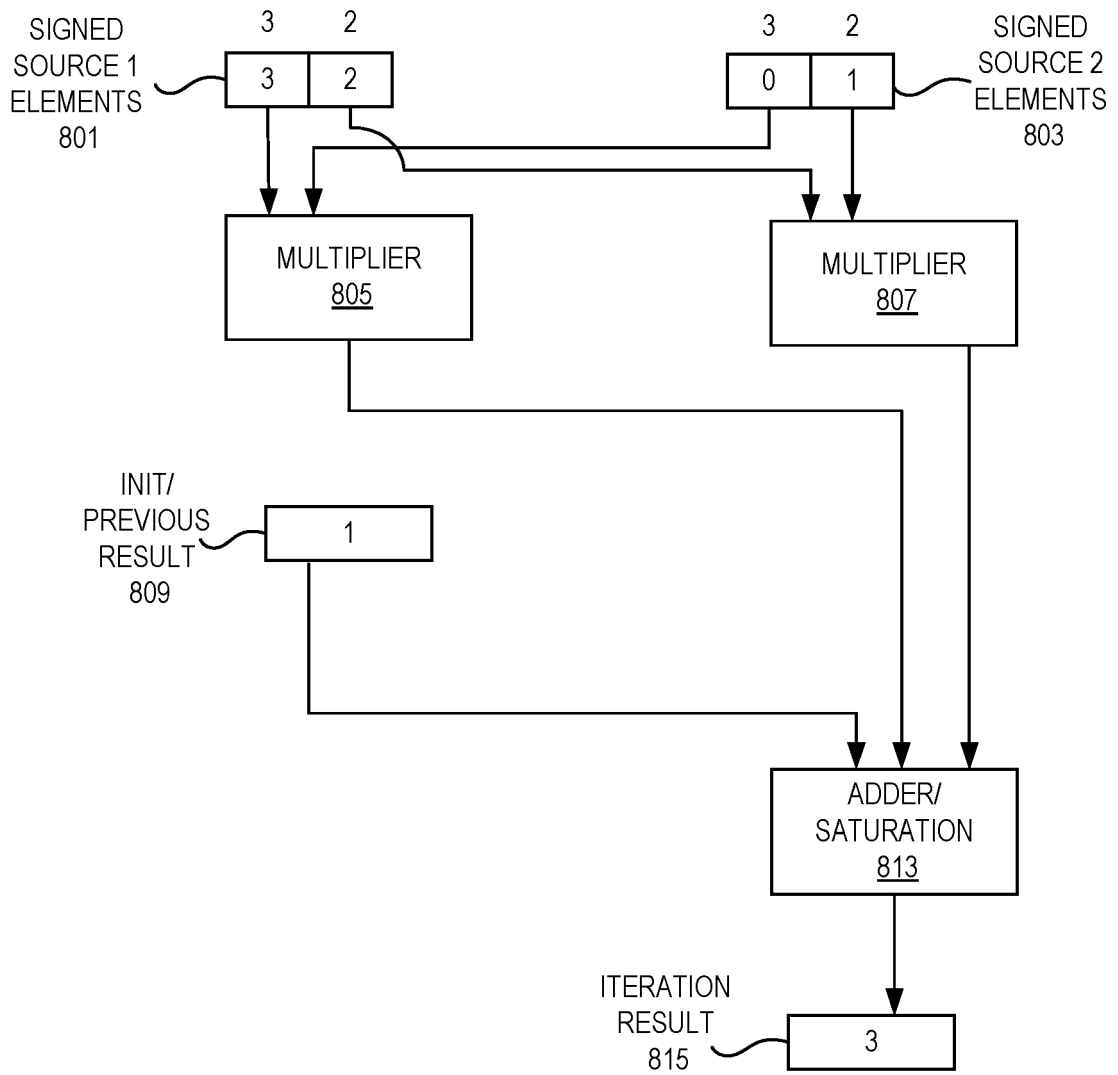 SIGNED
SOURCE 1
ELEMENTS
801
3 2
3 2
3 2
0 1
SIGNED
SOURCE 2
ELEMENTS
803
MULTIPLIER
805
MULTIPLIER
807
INIT/
PREVIOUS
RESULT
809
1
ADDER/
SATURATION
813
ITERATION
RESULT
815
3